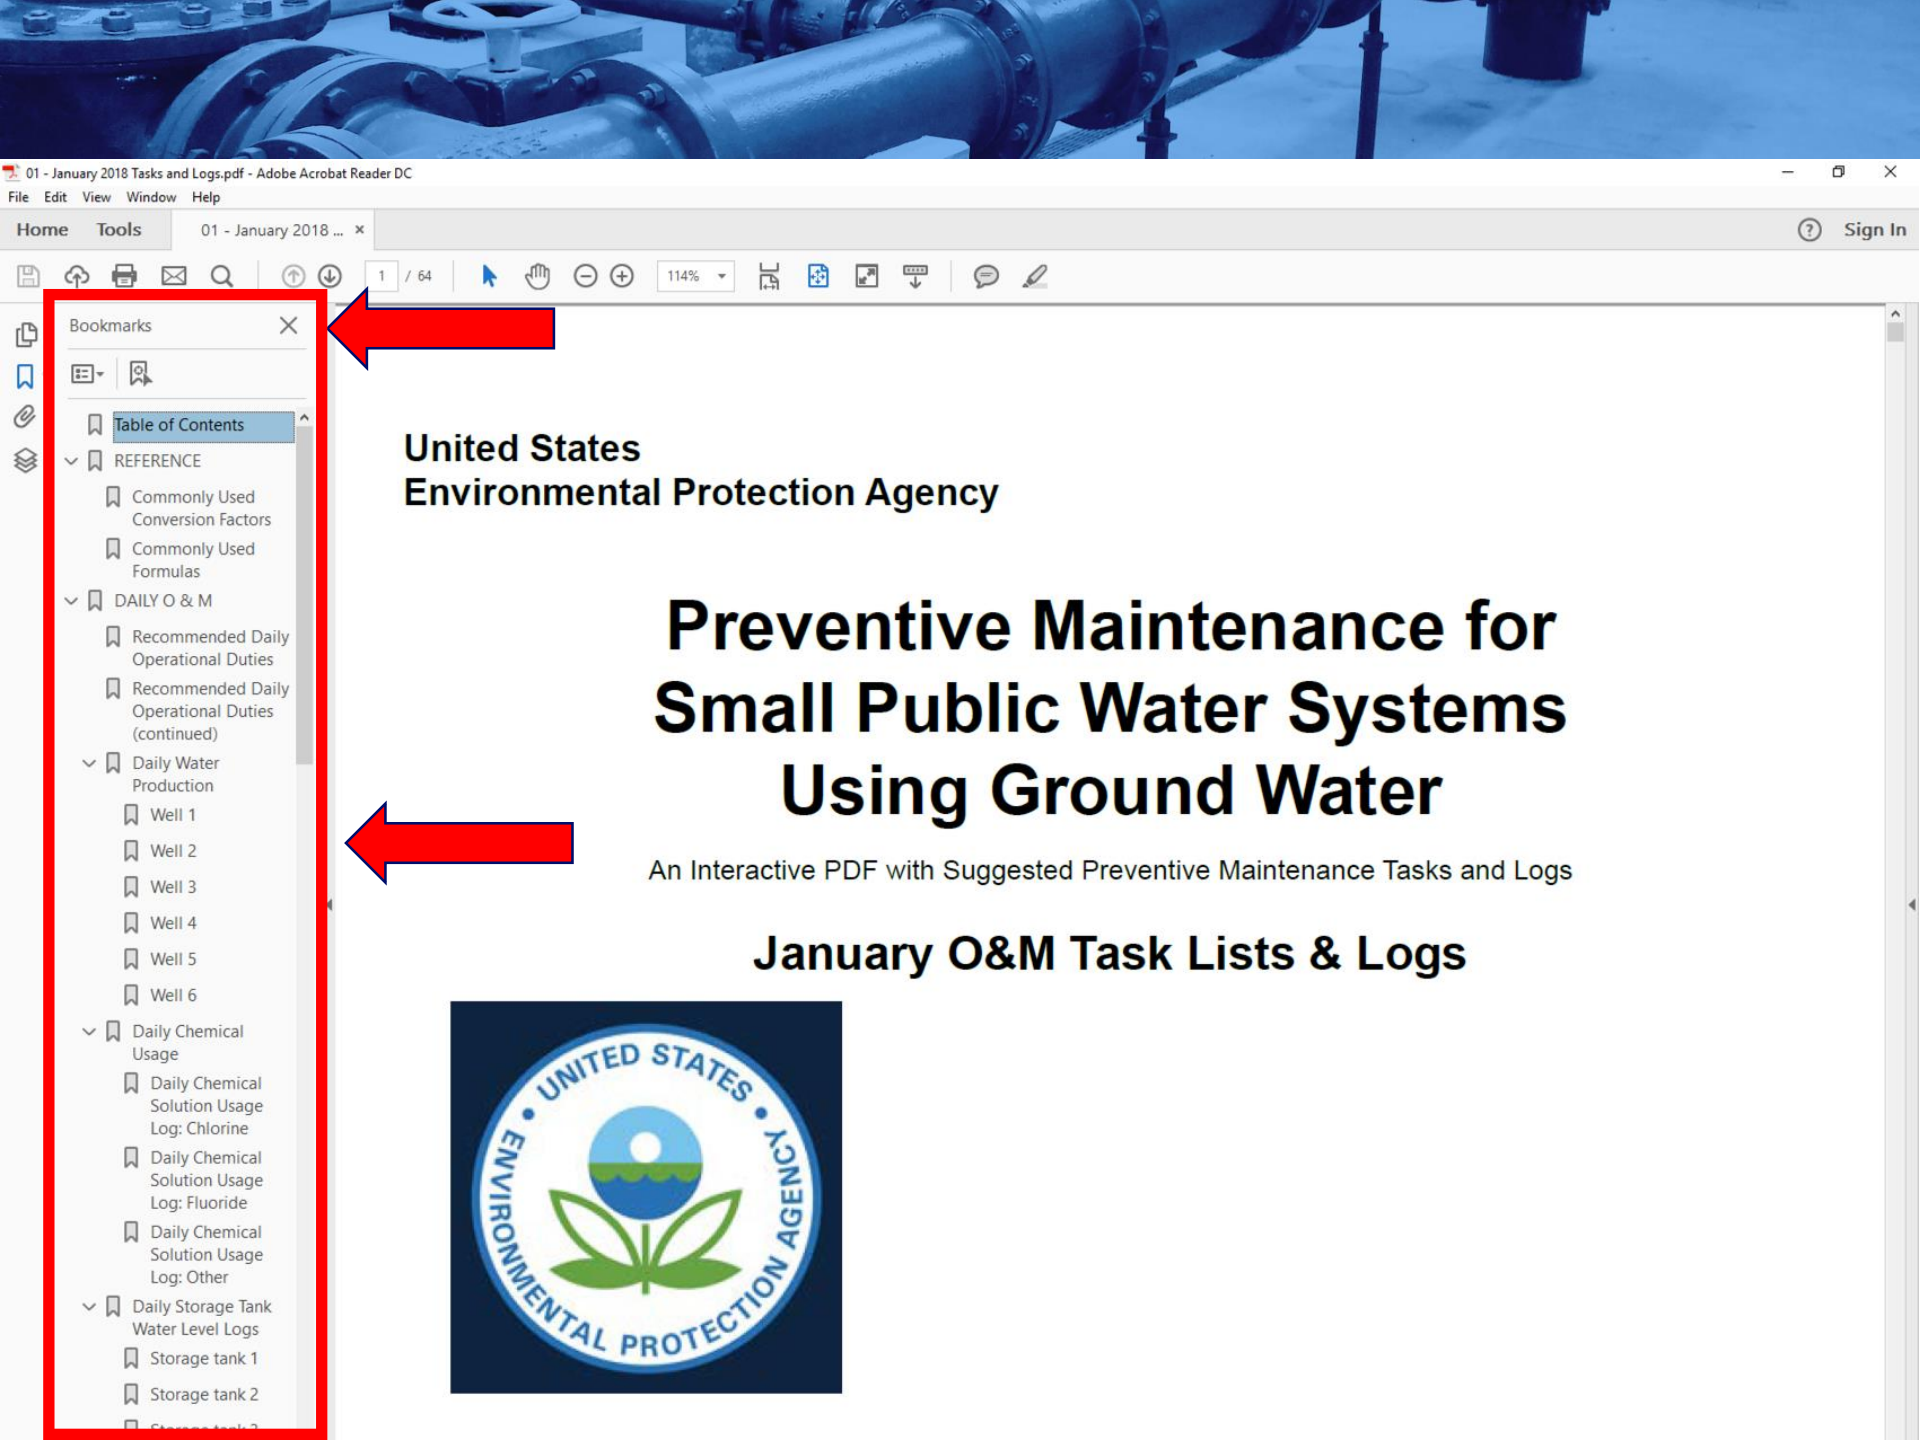 01 - January 2018 Tasks and Logs.pdf - Adobe Acrobat Reader DC
File Edit View Window Help
Home Tools 01 - January 2018 ... Sign In
1 / 64 114%
Bookmarks
Table of Contents
REFERENCE
Commonly Used
Conversion Factors
Commonly Used
Formulas
DAILY O & M
Recommended Daily
Operational Duties
Recommended Daily
Operational Duties
(continued)
Daily Water
Production
Well 1
Well 2
Well 3
Well 4
Well 5
Well 6
Daily Chemical
Usage
Daily Chemical
Solution Usage
Log: Chlorine
Daily Chemical
Solution Usage
Log: Fluoride
Daily Chemical
Solution Usage
Log: Other
Daily Storage Tank
Water Level Logs
Storage tank 1
Storage tank 2
United States
Environmental Protection Agency
Preventive Maintenance for
Small Public Water Systems
Using Ground Water
An Interactive PDF with Suggested Preventive Maintenance Tasks and Logs
January O&M Task Lists & Logs
UNITED STATES
ENVIRONMENTAL PROTECTION AGENCY